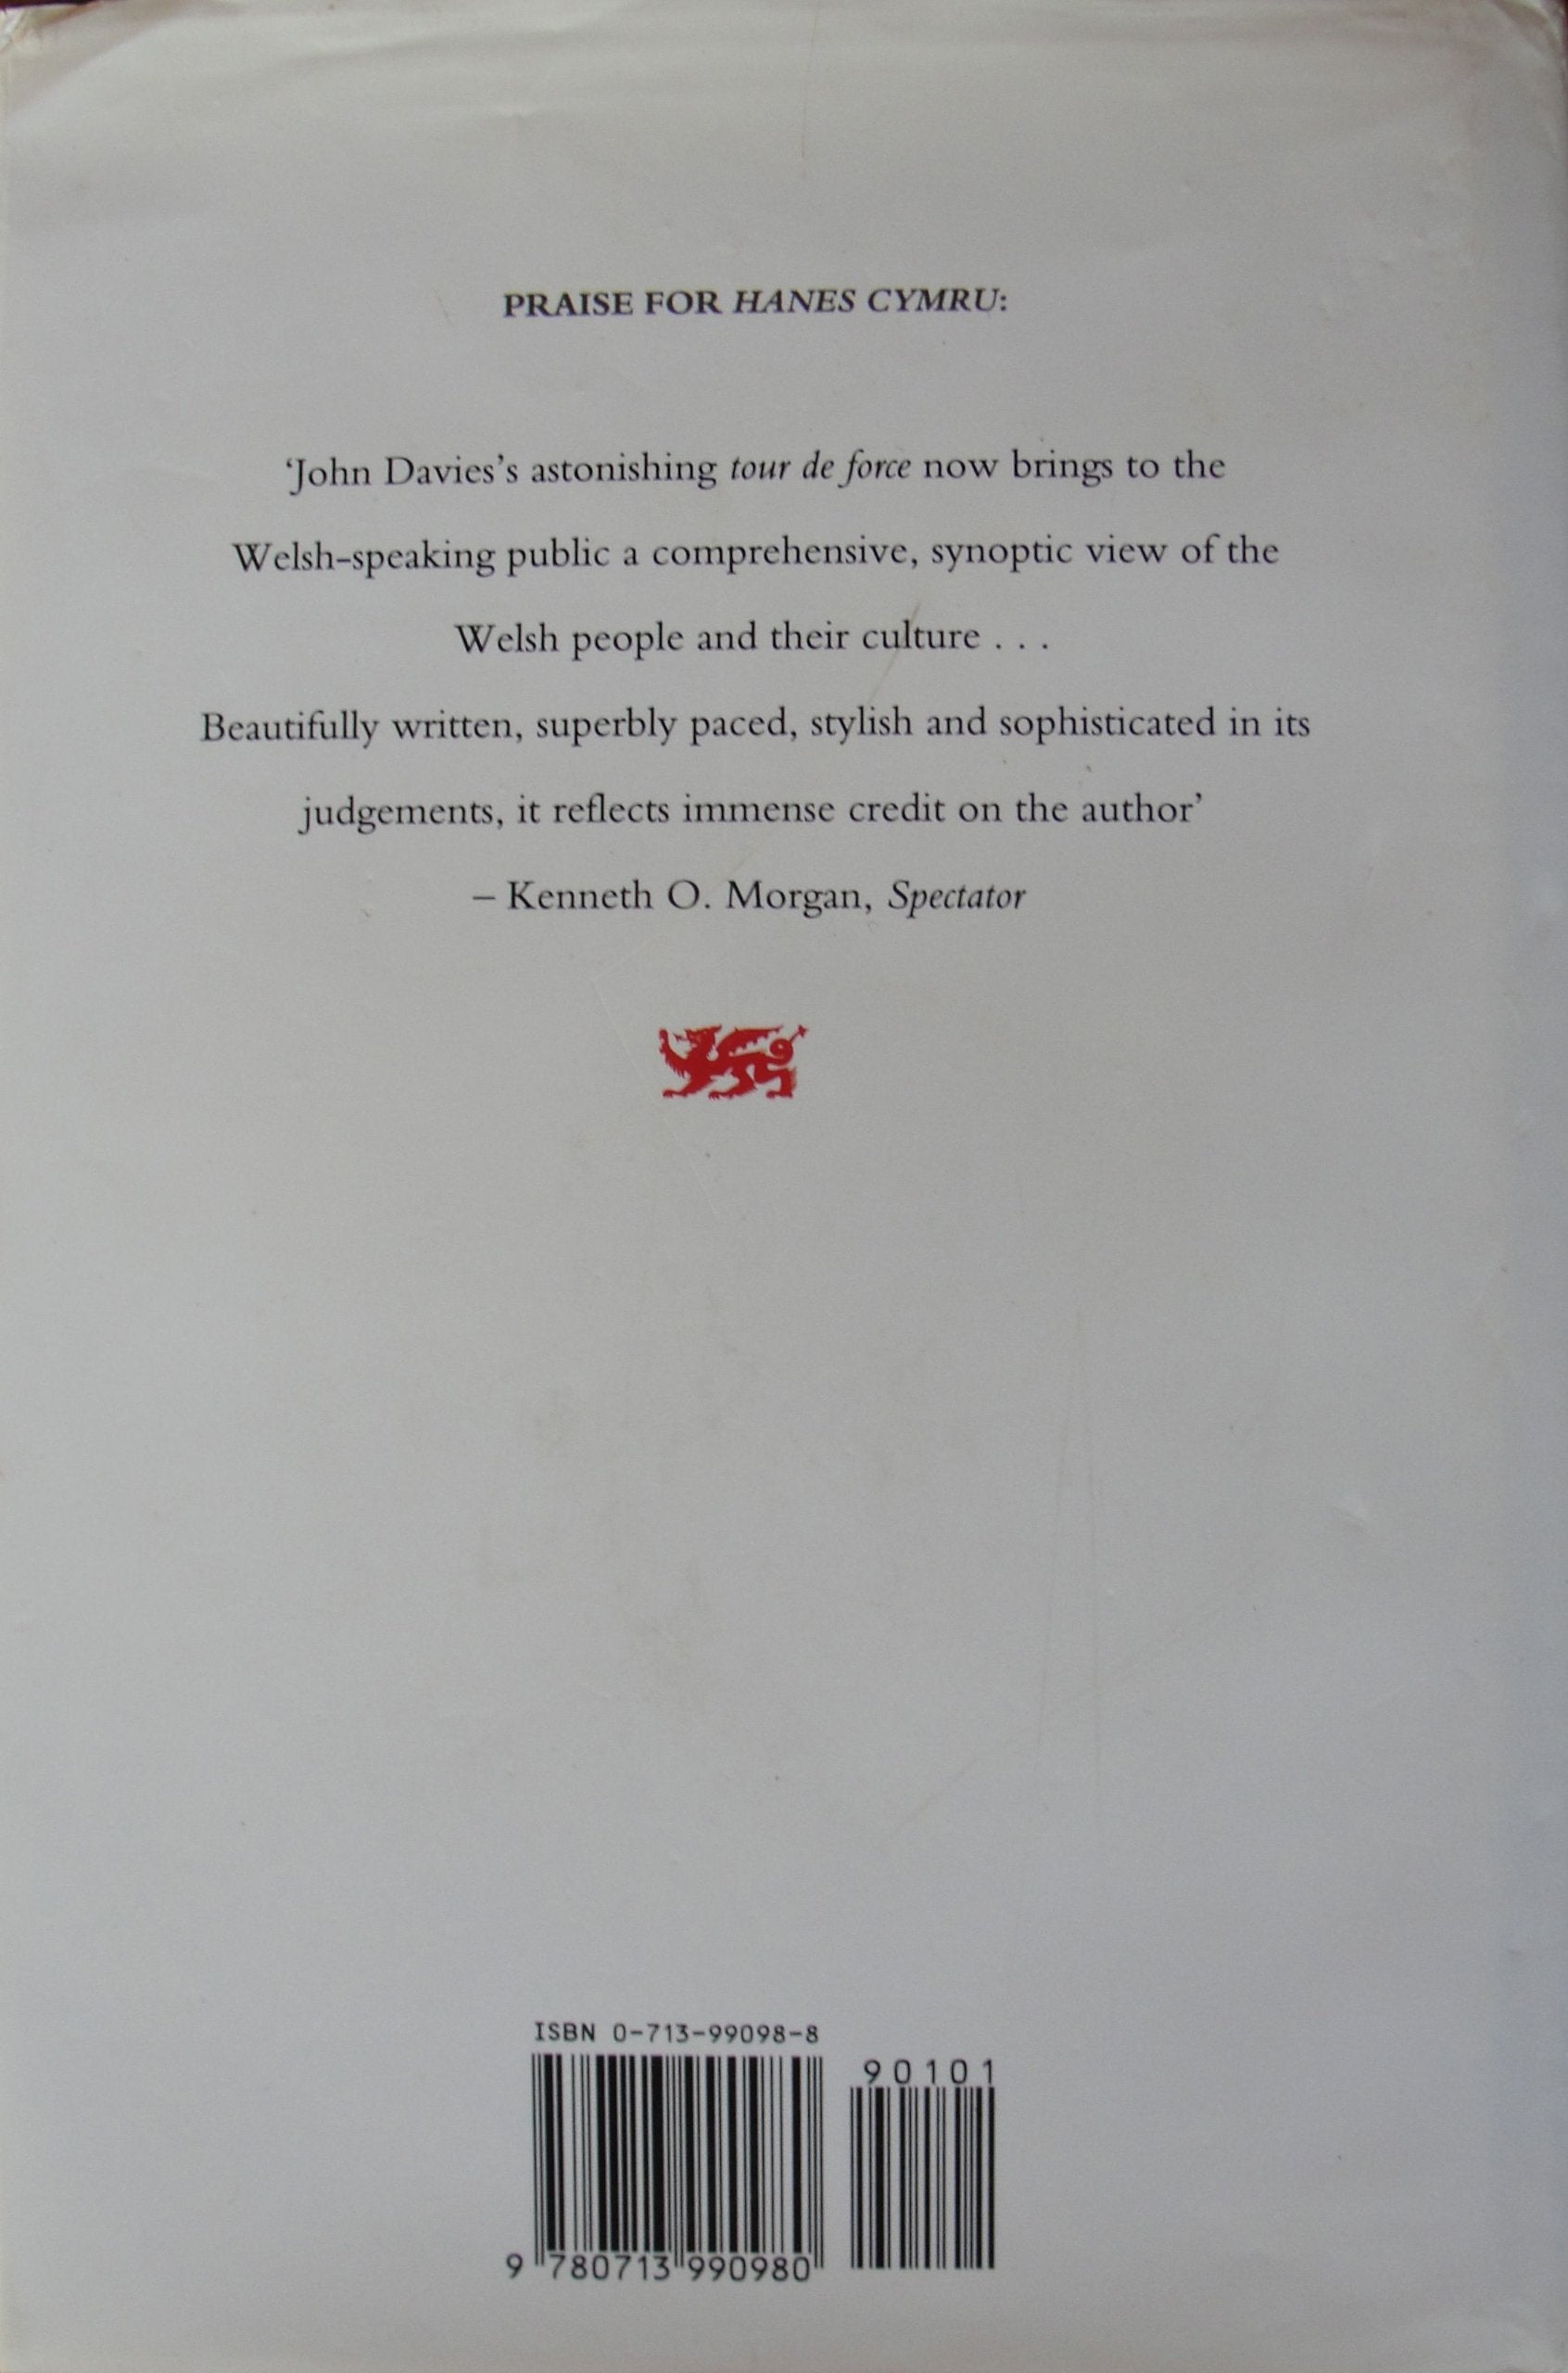 PRAISE FOR HANES CYMRU:
‘John Davies’s astonishing tour de force now brings to the
Welsh-speaking public a comprehensive, synoptic view of the
Welsh people and their culture . . .
Beautifully written, superbly paced, stylish and sophisticated in its
judgements, it reflects immense credit on the author’
– Kenneth O. Morgan, Spectator
ISBN 0-713-99098-8
90101
9 780713 990980